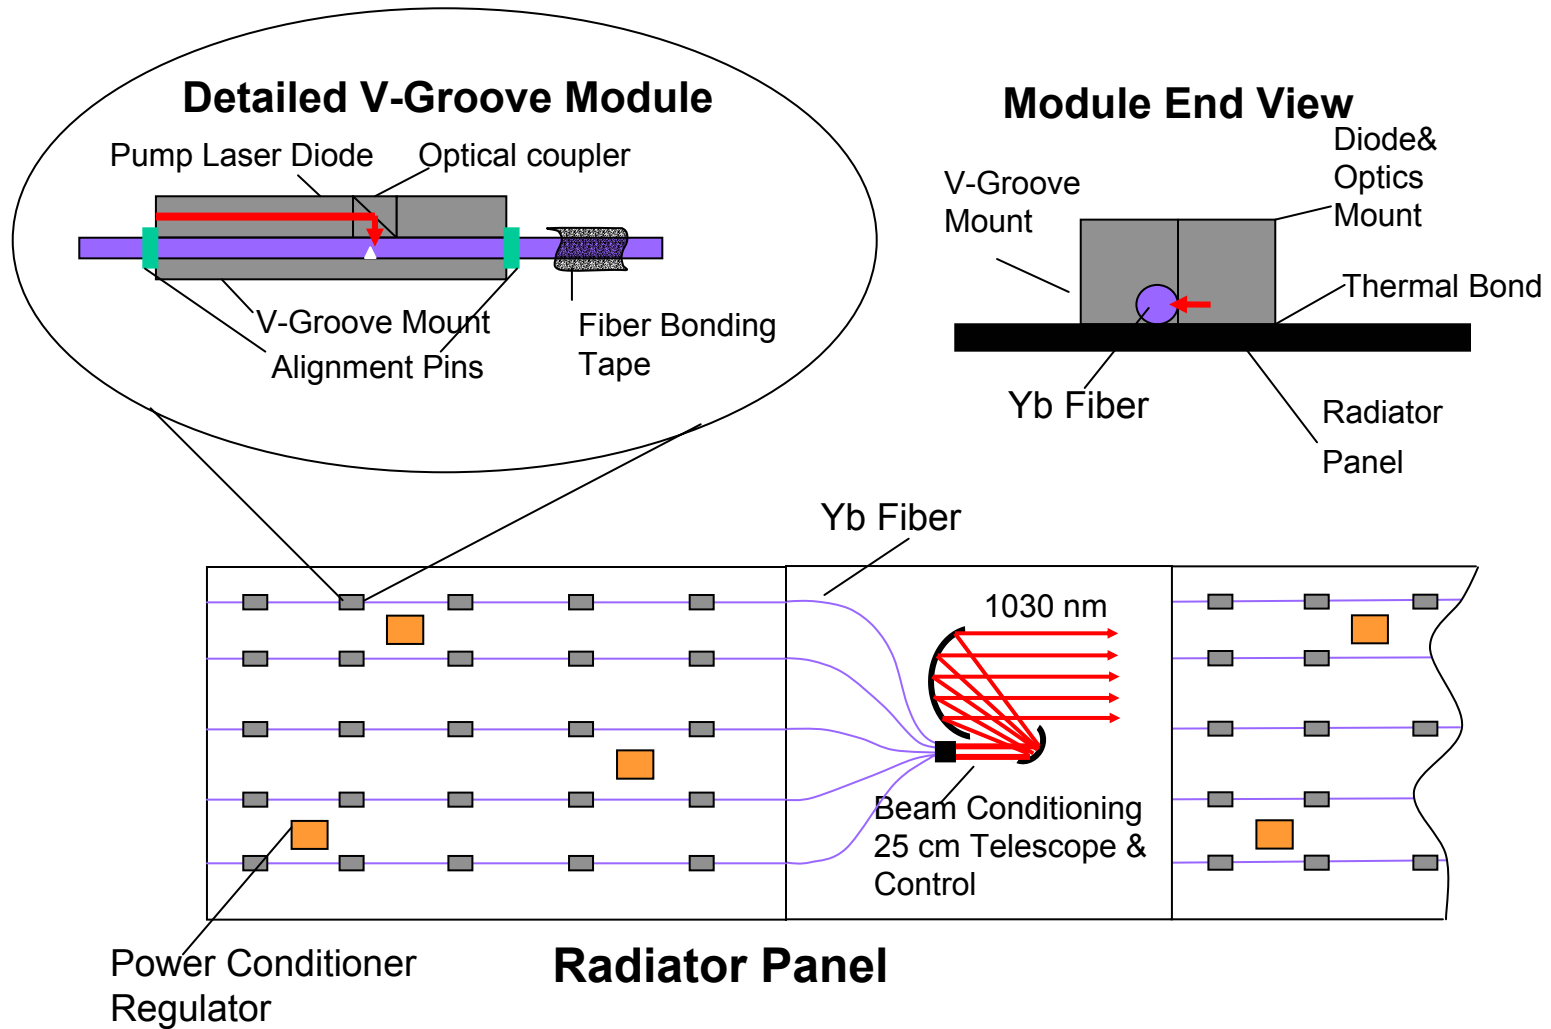 Detailed V-Groove Module
Pump Laser Diode
Optical coupler
V-Groove Mount
Alignment Pins
Fiber Bonding
Tape
Module End View
V-Groove
Mount
Diode&
Optics
Mount
Thermal Bond
Yb Fiber
Radiator
Panel
Yb Fiber
1030 nm
Beam Conditioning
25 cm Telescope &
Control
Power Conditioner
Regulator
Radiator Panel